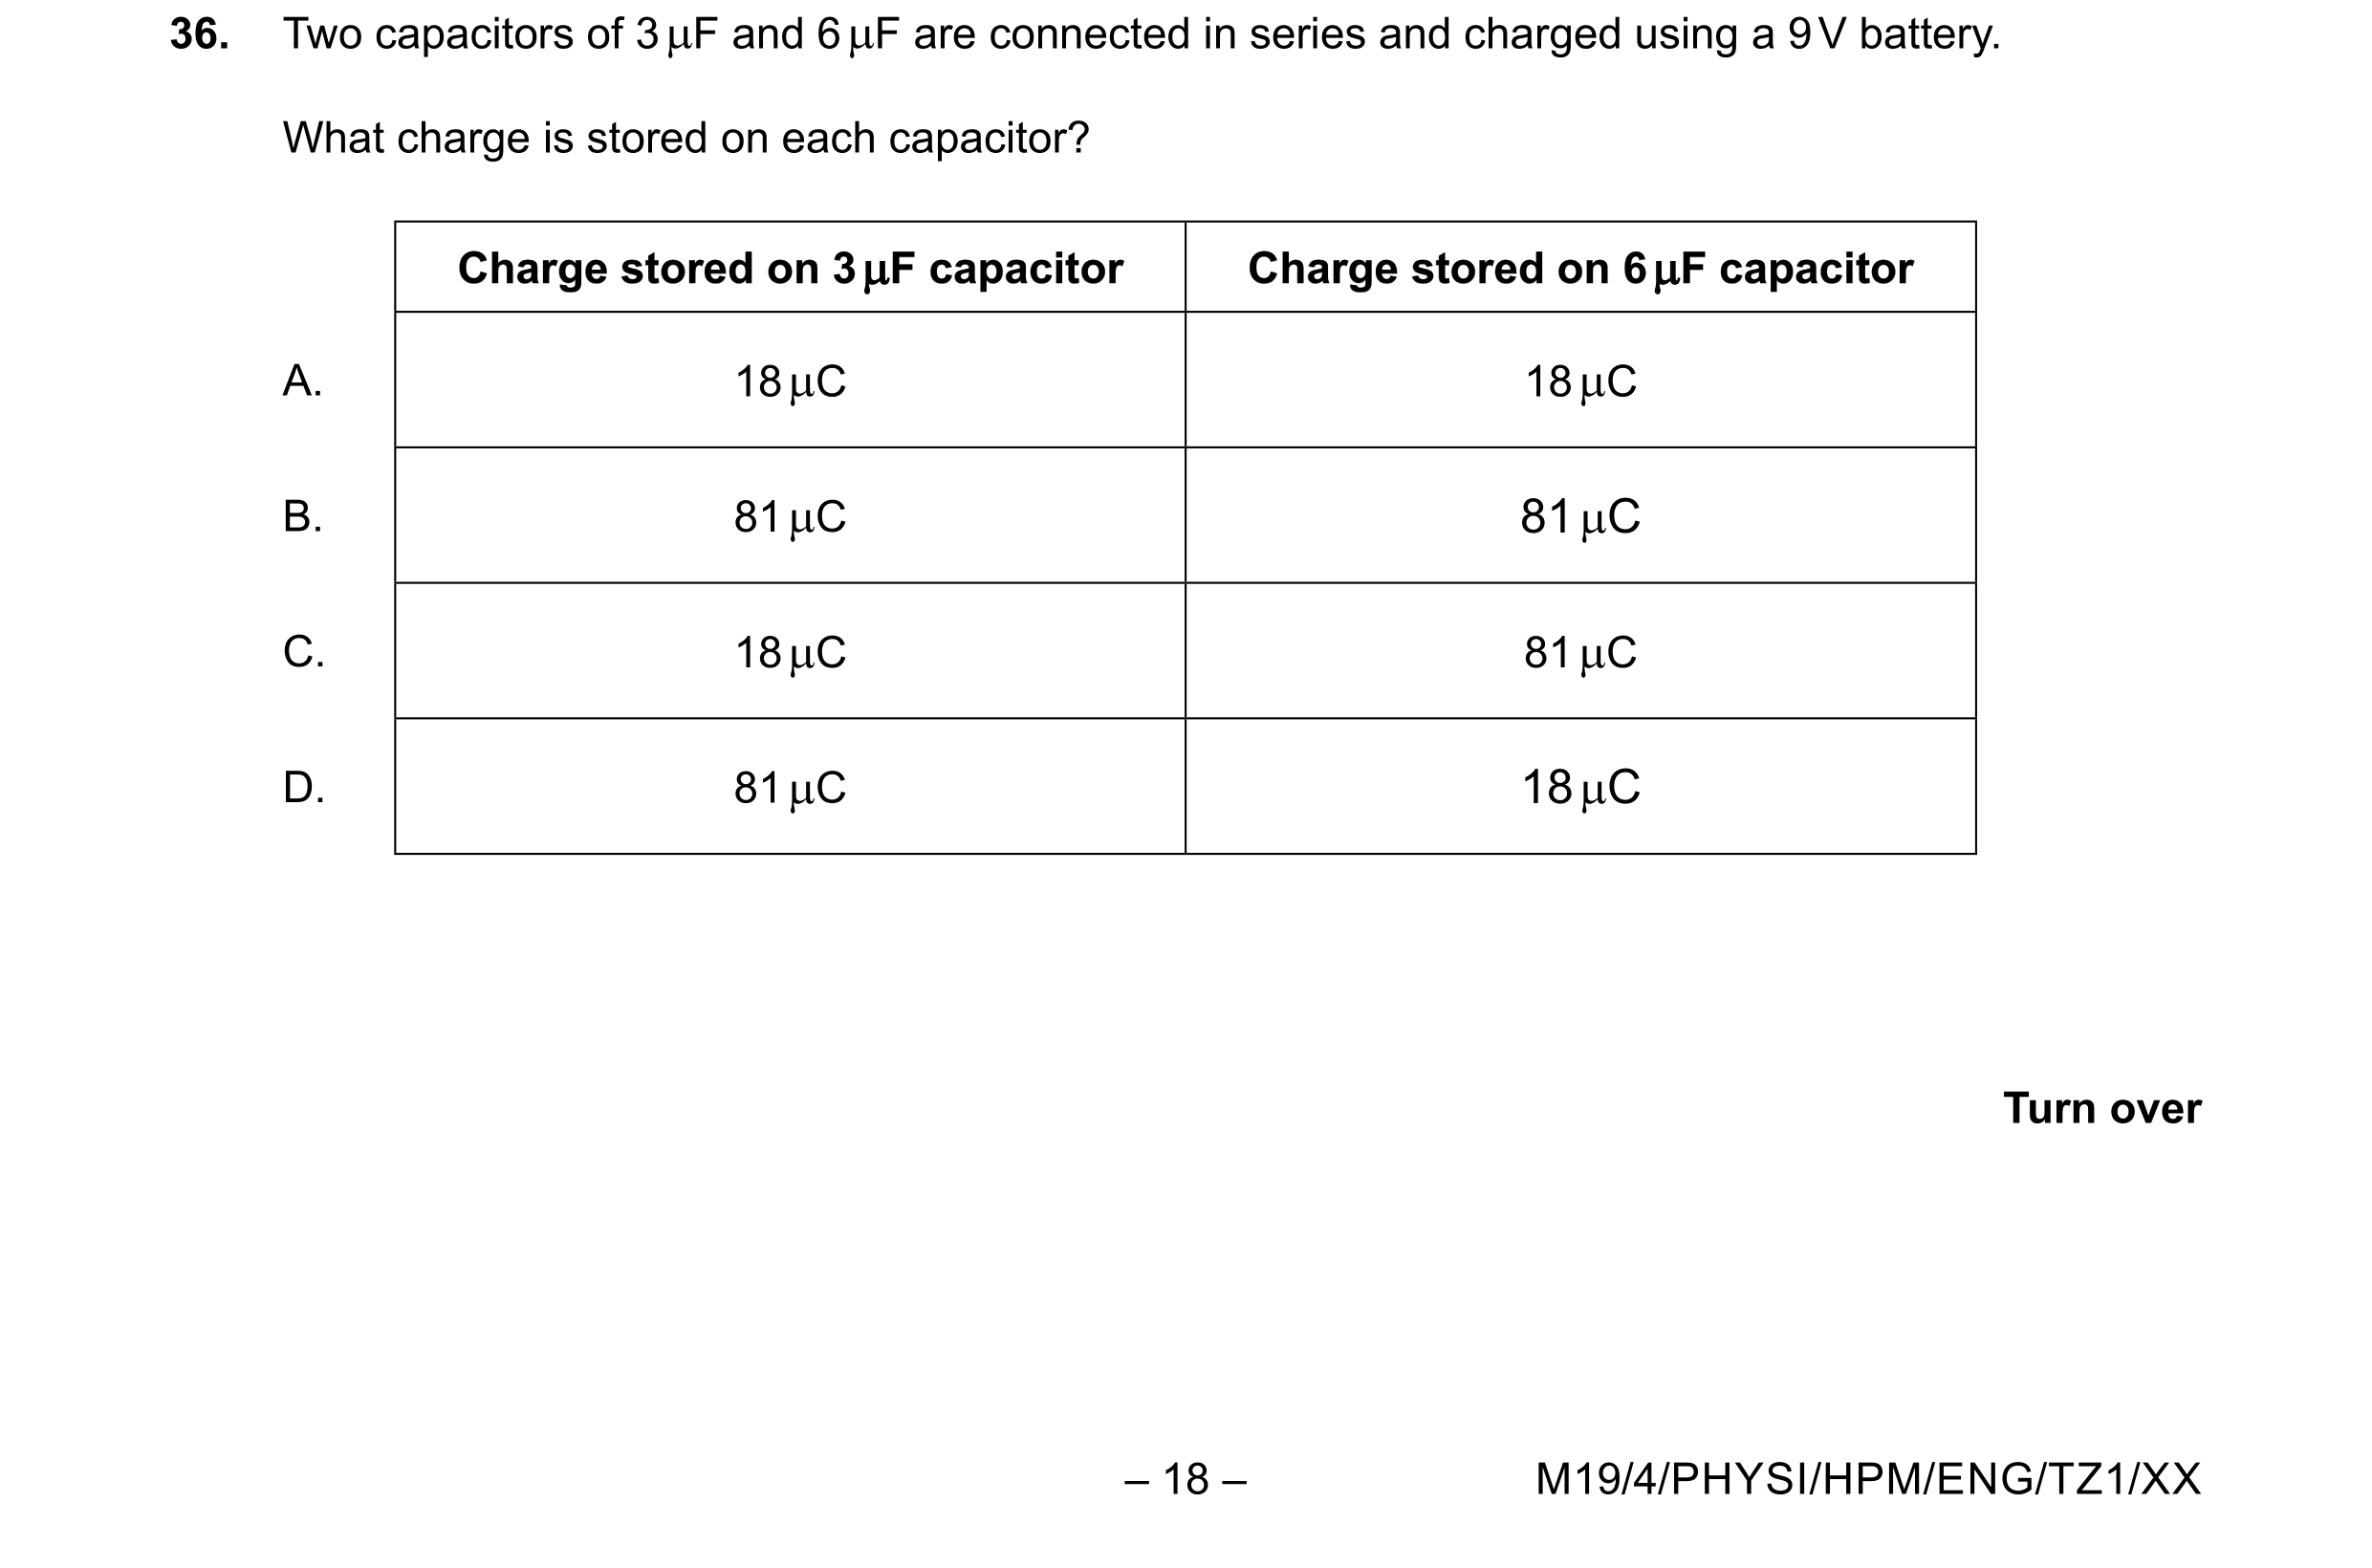 36. Two capacitors of 3 μF and 6 μF are connected in series and charged using a 9 V battery.
What charge is stored on each capacitor?
Charge stored on 3 μF capacitor Charge stored on 6 μF capacitor
A. 18 μC 18 μC
B. 81 μC 81 μC
C. 18 μC 81 μC
D. 81 μC 18 μC
Turn over
– 18 – M19/4/PHYSI/HPM/ENG/TZ1/XX